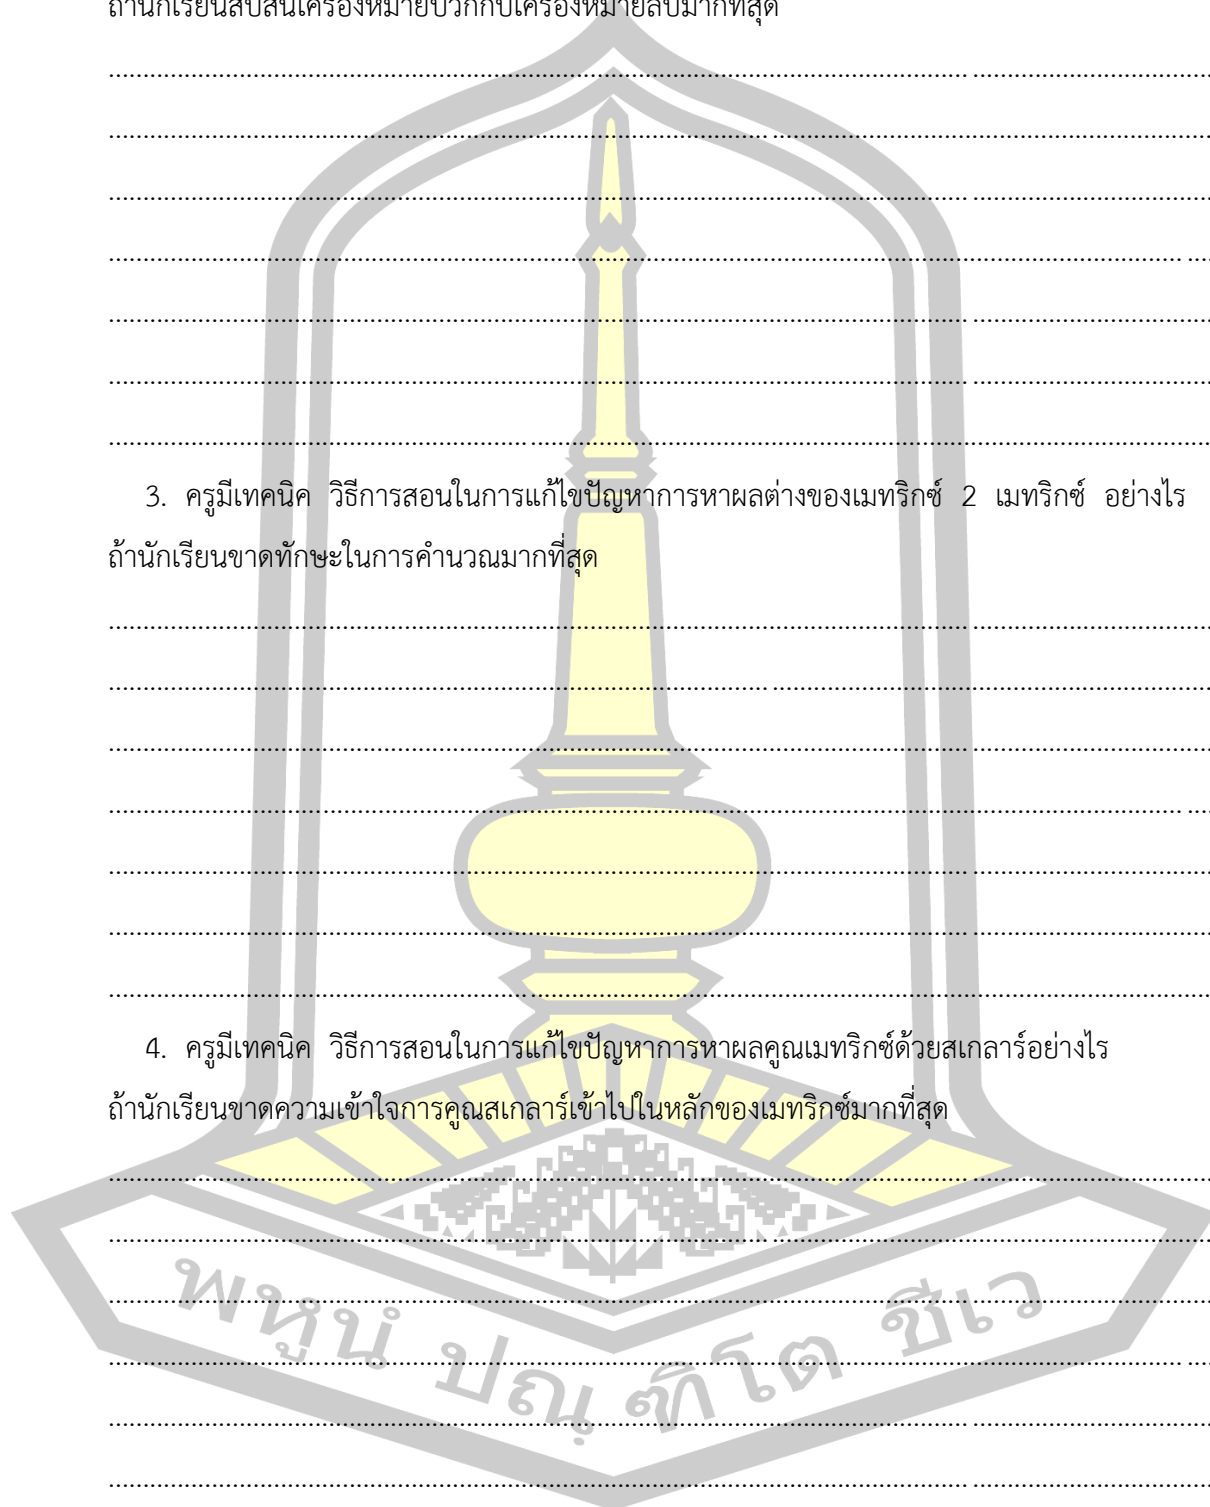 ถ้านักเรียนสับสนเครื่องหมายบวกกับเครื่องหมายลบมากที่สุด
3. ครูมีเทคนิค วิธีการสอนในการแก้ไขปัญหาการหาผลต่างของเมทริกซ์ 2 เมทริกซ์ อย่างไร
ถ้านักเรียนขาดทักษะในการคำนวณมากที่สุด
4. ครูมีเทคนิค วิธีการสอนในการแก้ไขปัญหาการหาผลคูณเมทริกซ์ด้วยสเกลาร์อย่างไร
ถ้านักเรียนขาดความเข้าใจการคูณสเกลาร์เข้าไปในหลักของเมทริกซ์มากที่สุด
พหูนํ ปณฺฑิโต ชีเว